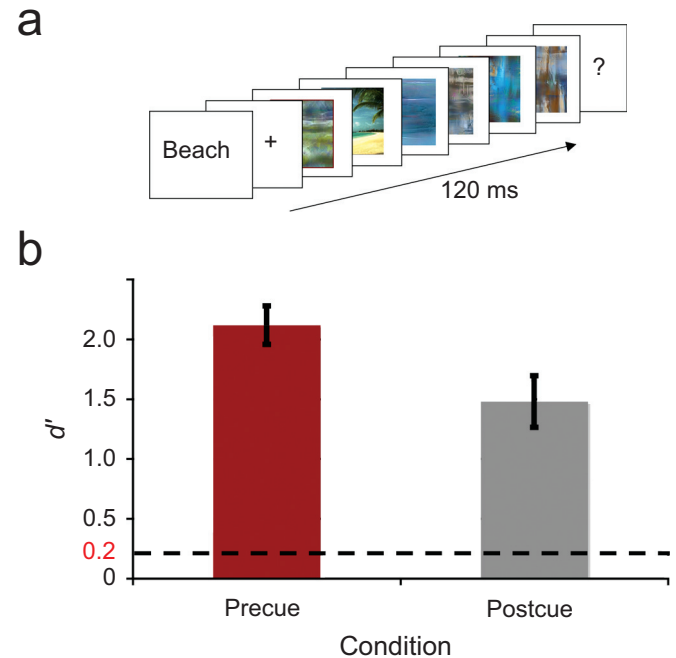 a
Beach
+
?
120 ms
b
2.0
1.5
1.0
0.5
0.2
0
d′
Precue
Postcue
Condition